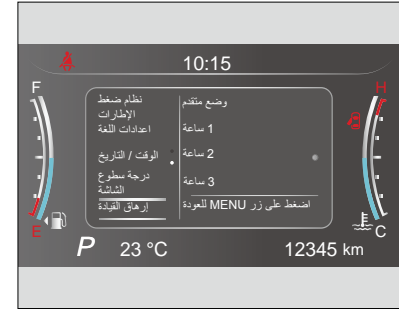 10:15
F
H
نظام ضغط
الإطارات
اعدادات اللغة
الوقت / التاريخ
درجة سطوع
الشاشة
إرهاق القيادة
وضع متقدم
1 ساعة
2 ساعة
3 ساعة
اضغط على زر MENU للعودة
E
C
P
23 °C
12345 km